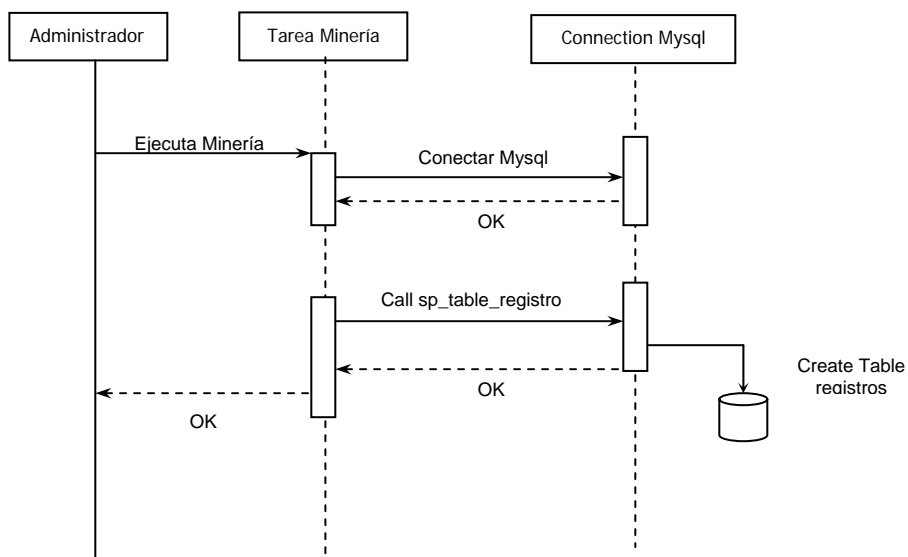 Administrador
Tarea Minería
Connection Mysql
Ejecuta Minería
Conectar Mysql
OK
Call sp_table_registro
OK
OK
Create Table
registros